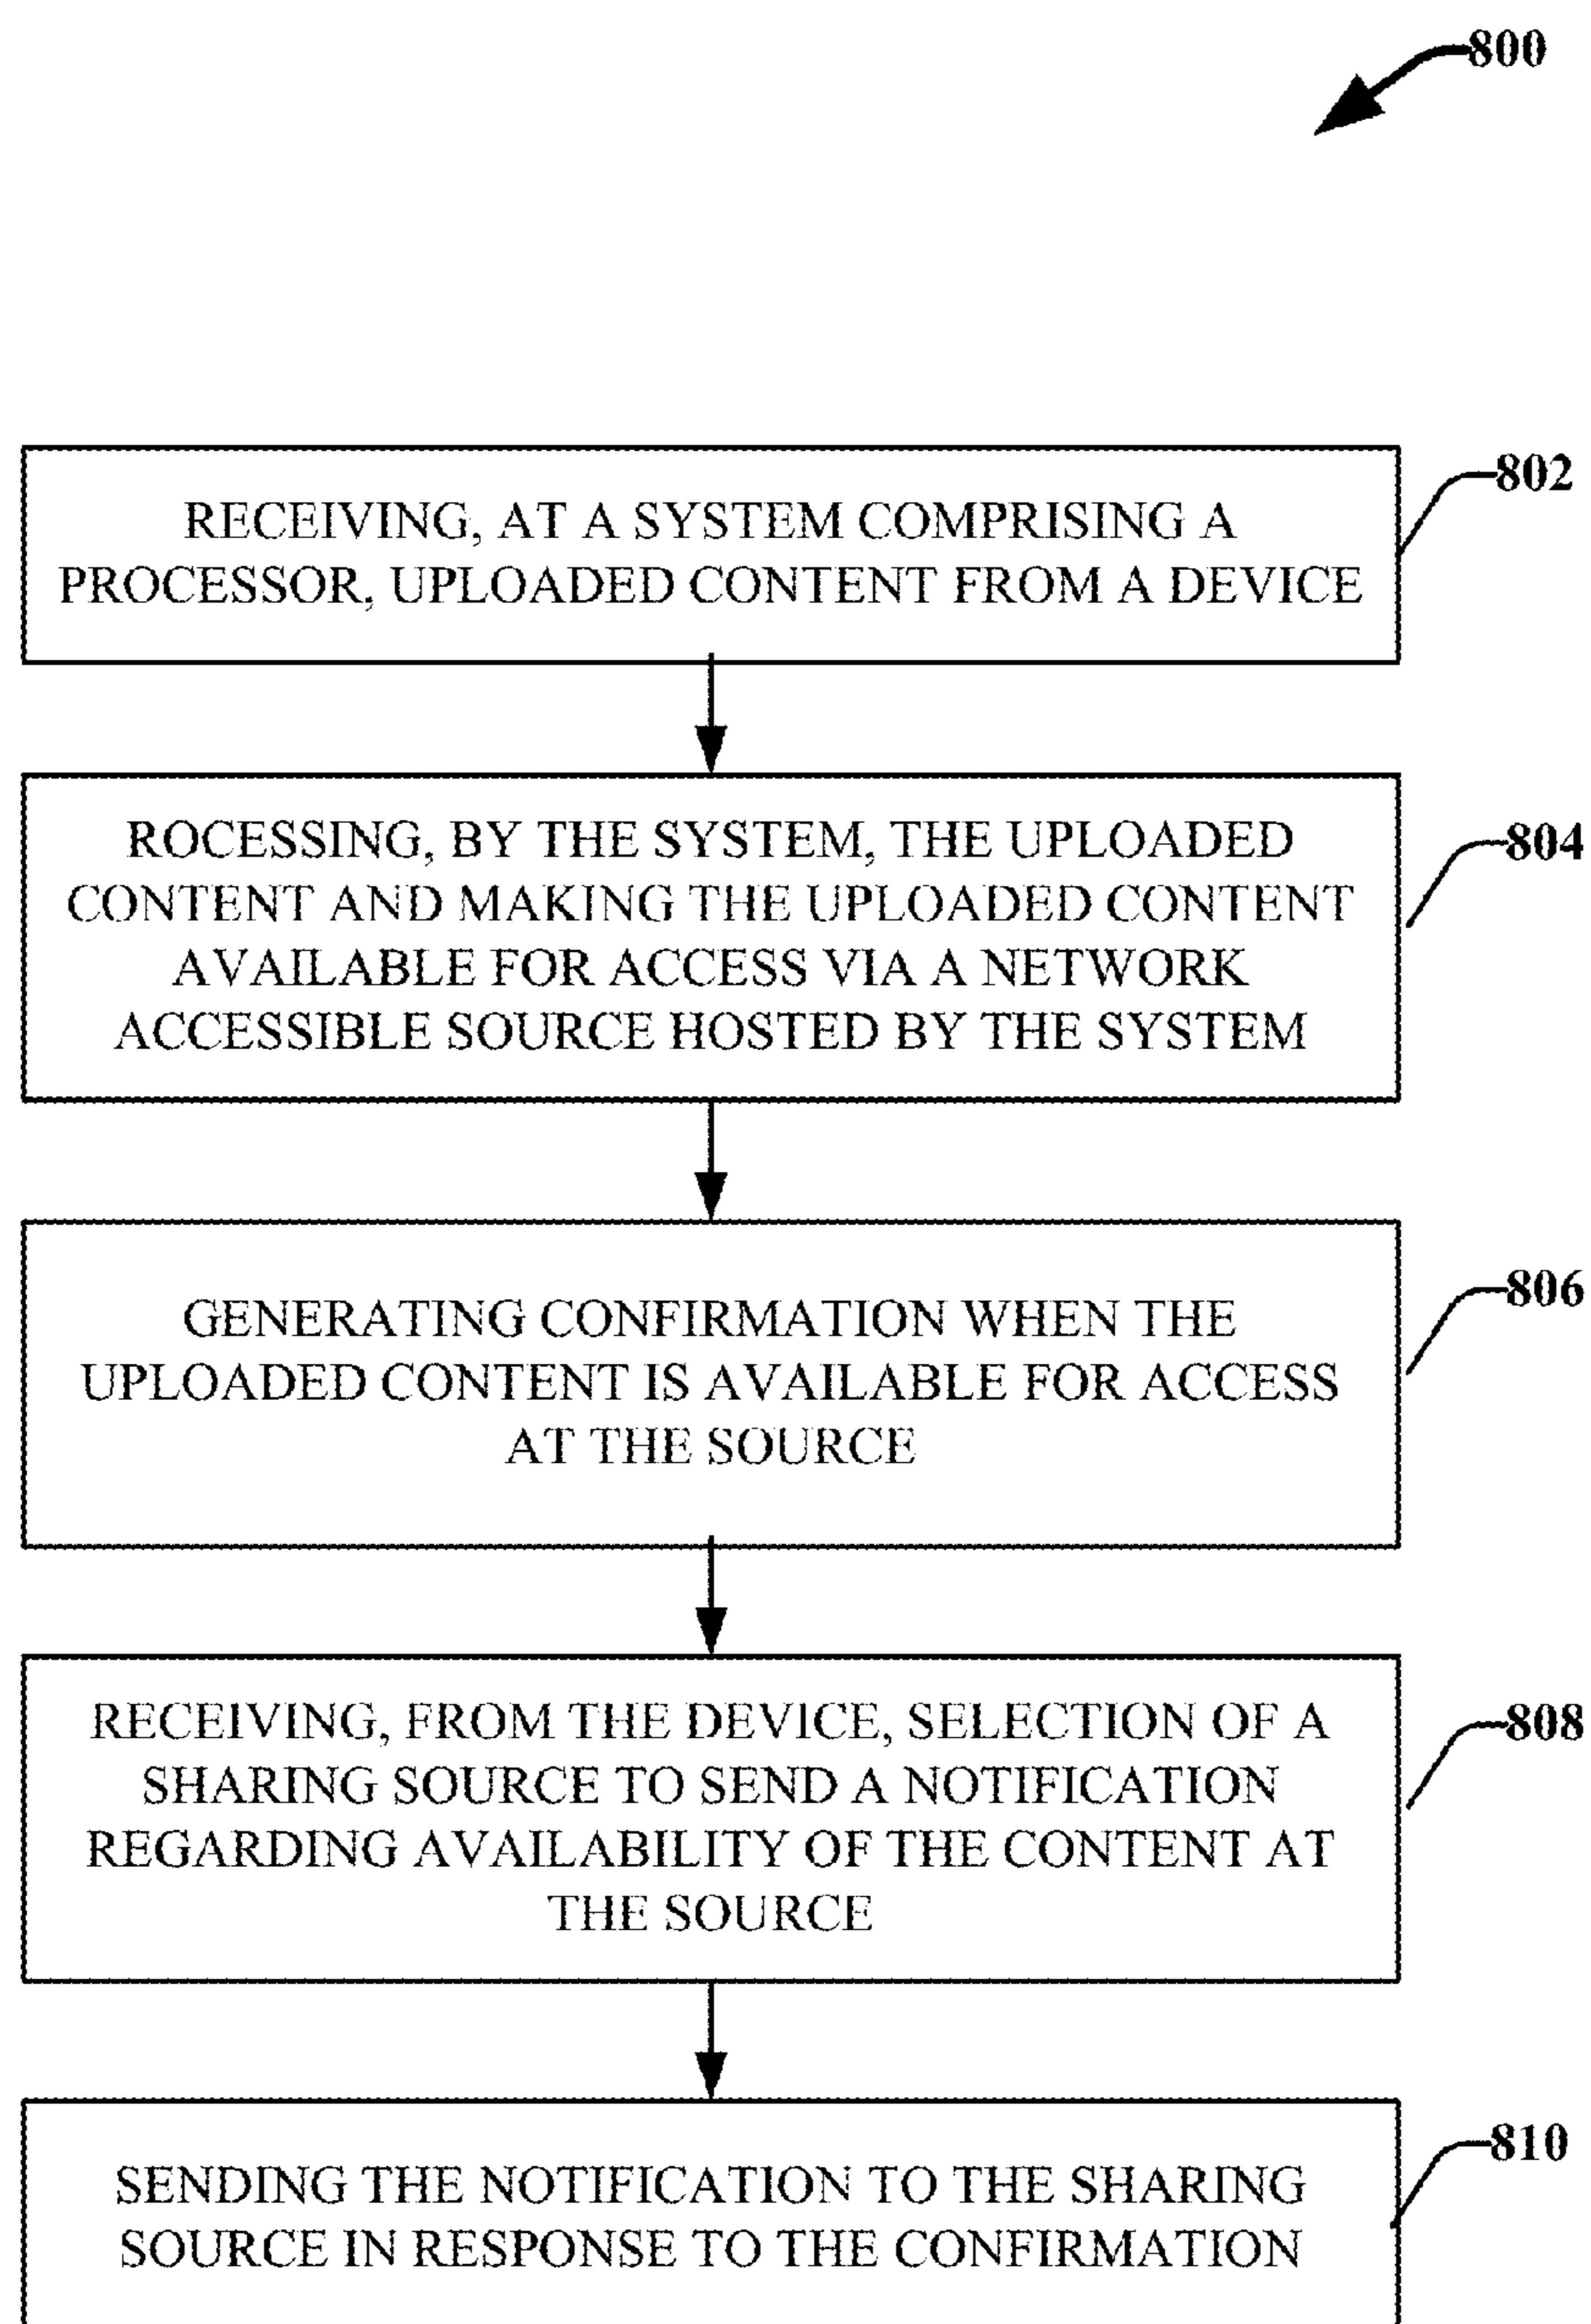 800
802
RECEIVING, AT A SYSTEM COMPRISING A
PROCESSOR, UPLOADED CONTENT FROM A DEVICE
804
ROCESSING, BY THE SYSTEM, THE UPLOADED
CONTENT AND MAKING THE UPLOADED CONTENT
AVAILABLE FOR ACCESS VIA A NETWORK
ACCESSIBLE SOURCE HOSTED BY THE SYSTEM
806
GENERATING CONFIRMATION WHEN THE
UPLOADED CONTENT IS AVAILABLE FOR ACCESS
AT THE SOURCE
808
RECEIVING, FROM THE DEVICE, SELECTION OF A
SHARING SOURCE TO SEND A NOTIFICATION
REGARDING AVAILABILITY OF THE CONTENT AT
THE SOURCE
810
SENDING THE NOTIFICATION TO THE SHARING
SOURCE IN RESPONSE TO THE CONFIRMATION